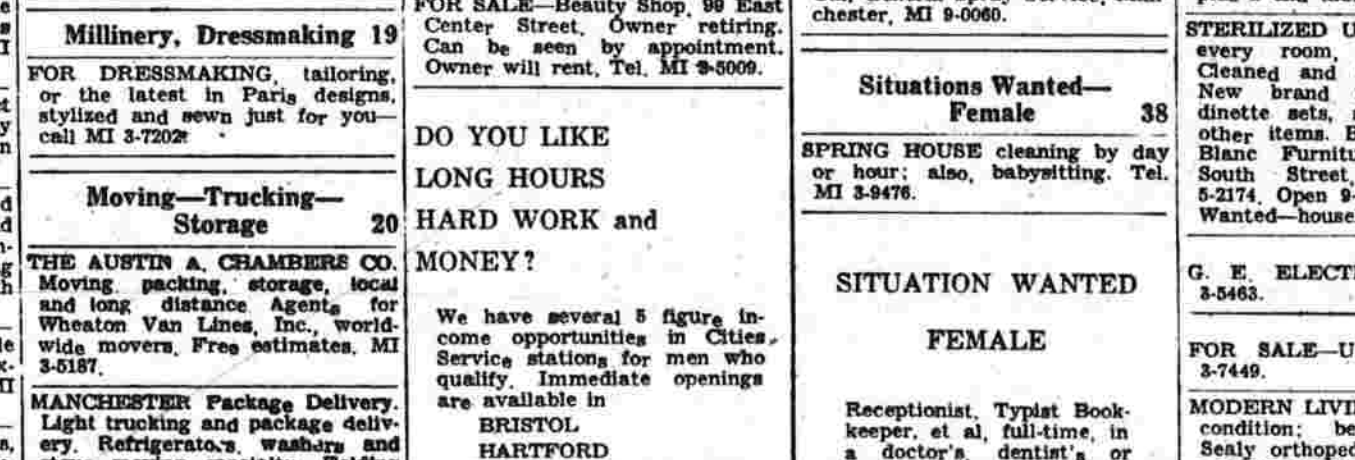 Millinery, Dressmaking 19
FOR DRESSMAKING, tailoring,
or the latest in Paris designs,
stylized and sewn just for you—
call MI 3-7202
Moving—Trucking—
Storage 20
THE AUSTIN A. CHAMBERS CO.
Moving, packing, storage, local
and long distance. Agents for
Wheaton Van Lines, Inc., world-
wide movers. Free estimates. MI
3-5187.
MANCHESTER Package Delivery.
Light trucking and package deliv-
ery. Refrigerators, washers and
FOR SALE—Beauty Shop, 99 East
Center Street. Owner retiring.
Can be seen by appointment.
Owner will rent. Tel. MI 3-5009.
DO YOU LIKE
LONG HOURS
HARD WORK and
MONEY?
We have several 5 figure in-
come opportunities in Cities
Service stations for men who
qualify. Immediate openings
are available in
BRISTOL
HARTFORD
chester, MI 9-0060.
Situations Wanted—
Female 38
SPRING HOUSE cleaning by day
or hour; also, babysitting. Tel.
MI 3-9476.
SITUATION WANTED
FEMALE
Receptionist, Typist Book-
keeper, et al, full-time, in
a doctor's, dentist's or
STERILIZED
every room,
Cleaned and
New brand
dinette sets,
other items.
Blanc
South Street,
5-2174. Open 9-
Wanted—house
G. E.
3-5463.
FOR SALE—
3-7449.
MODERN
condition;
Sealy